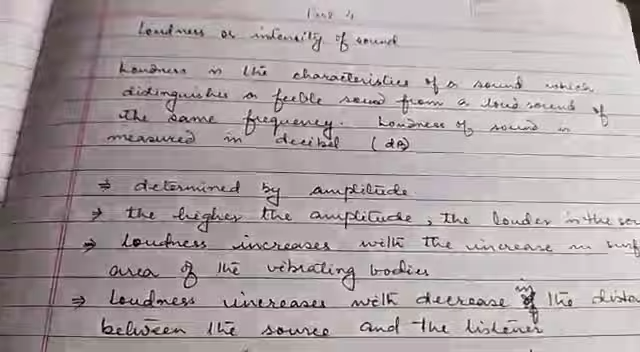 Loudness or intensity of sound
Loudness is the characteristics of a sound which
distinguishes a feeble sound from a loud sound of
the same frequency. Loudness of sound is
measured in decibel (dB)
⇒ determined by amplitude
⇒ the higher the amplitude, the louder is the
⇒ loudness increases with the increase in surf
area of the vibrating bodies
⇒ loudness increases with decrease in the dista
between the source and the listener